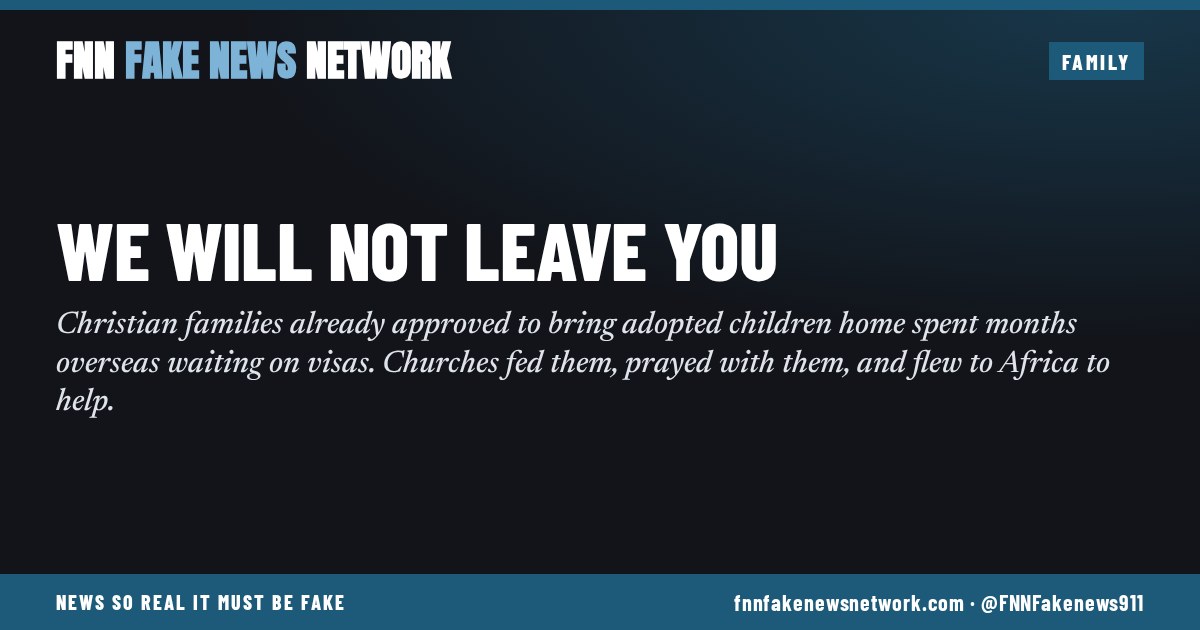 FNN FAKE NEWS NETWORK
FAMILY
WE WILL NOT LEAVE YOU
Christian families already approved to bring adopted children home spent months
overseas waiting on visas. Churches fed them, prayed with them, and flew to Africa to
help.
NEWS SO REAL IT MUST BE FAKE
fnnfakenewsnetwork.com · @FNNFakenews911